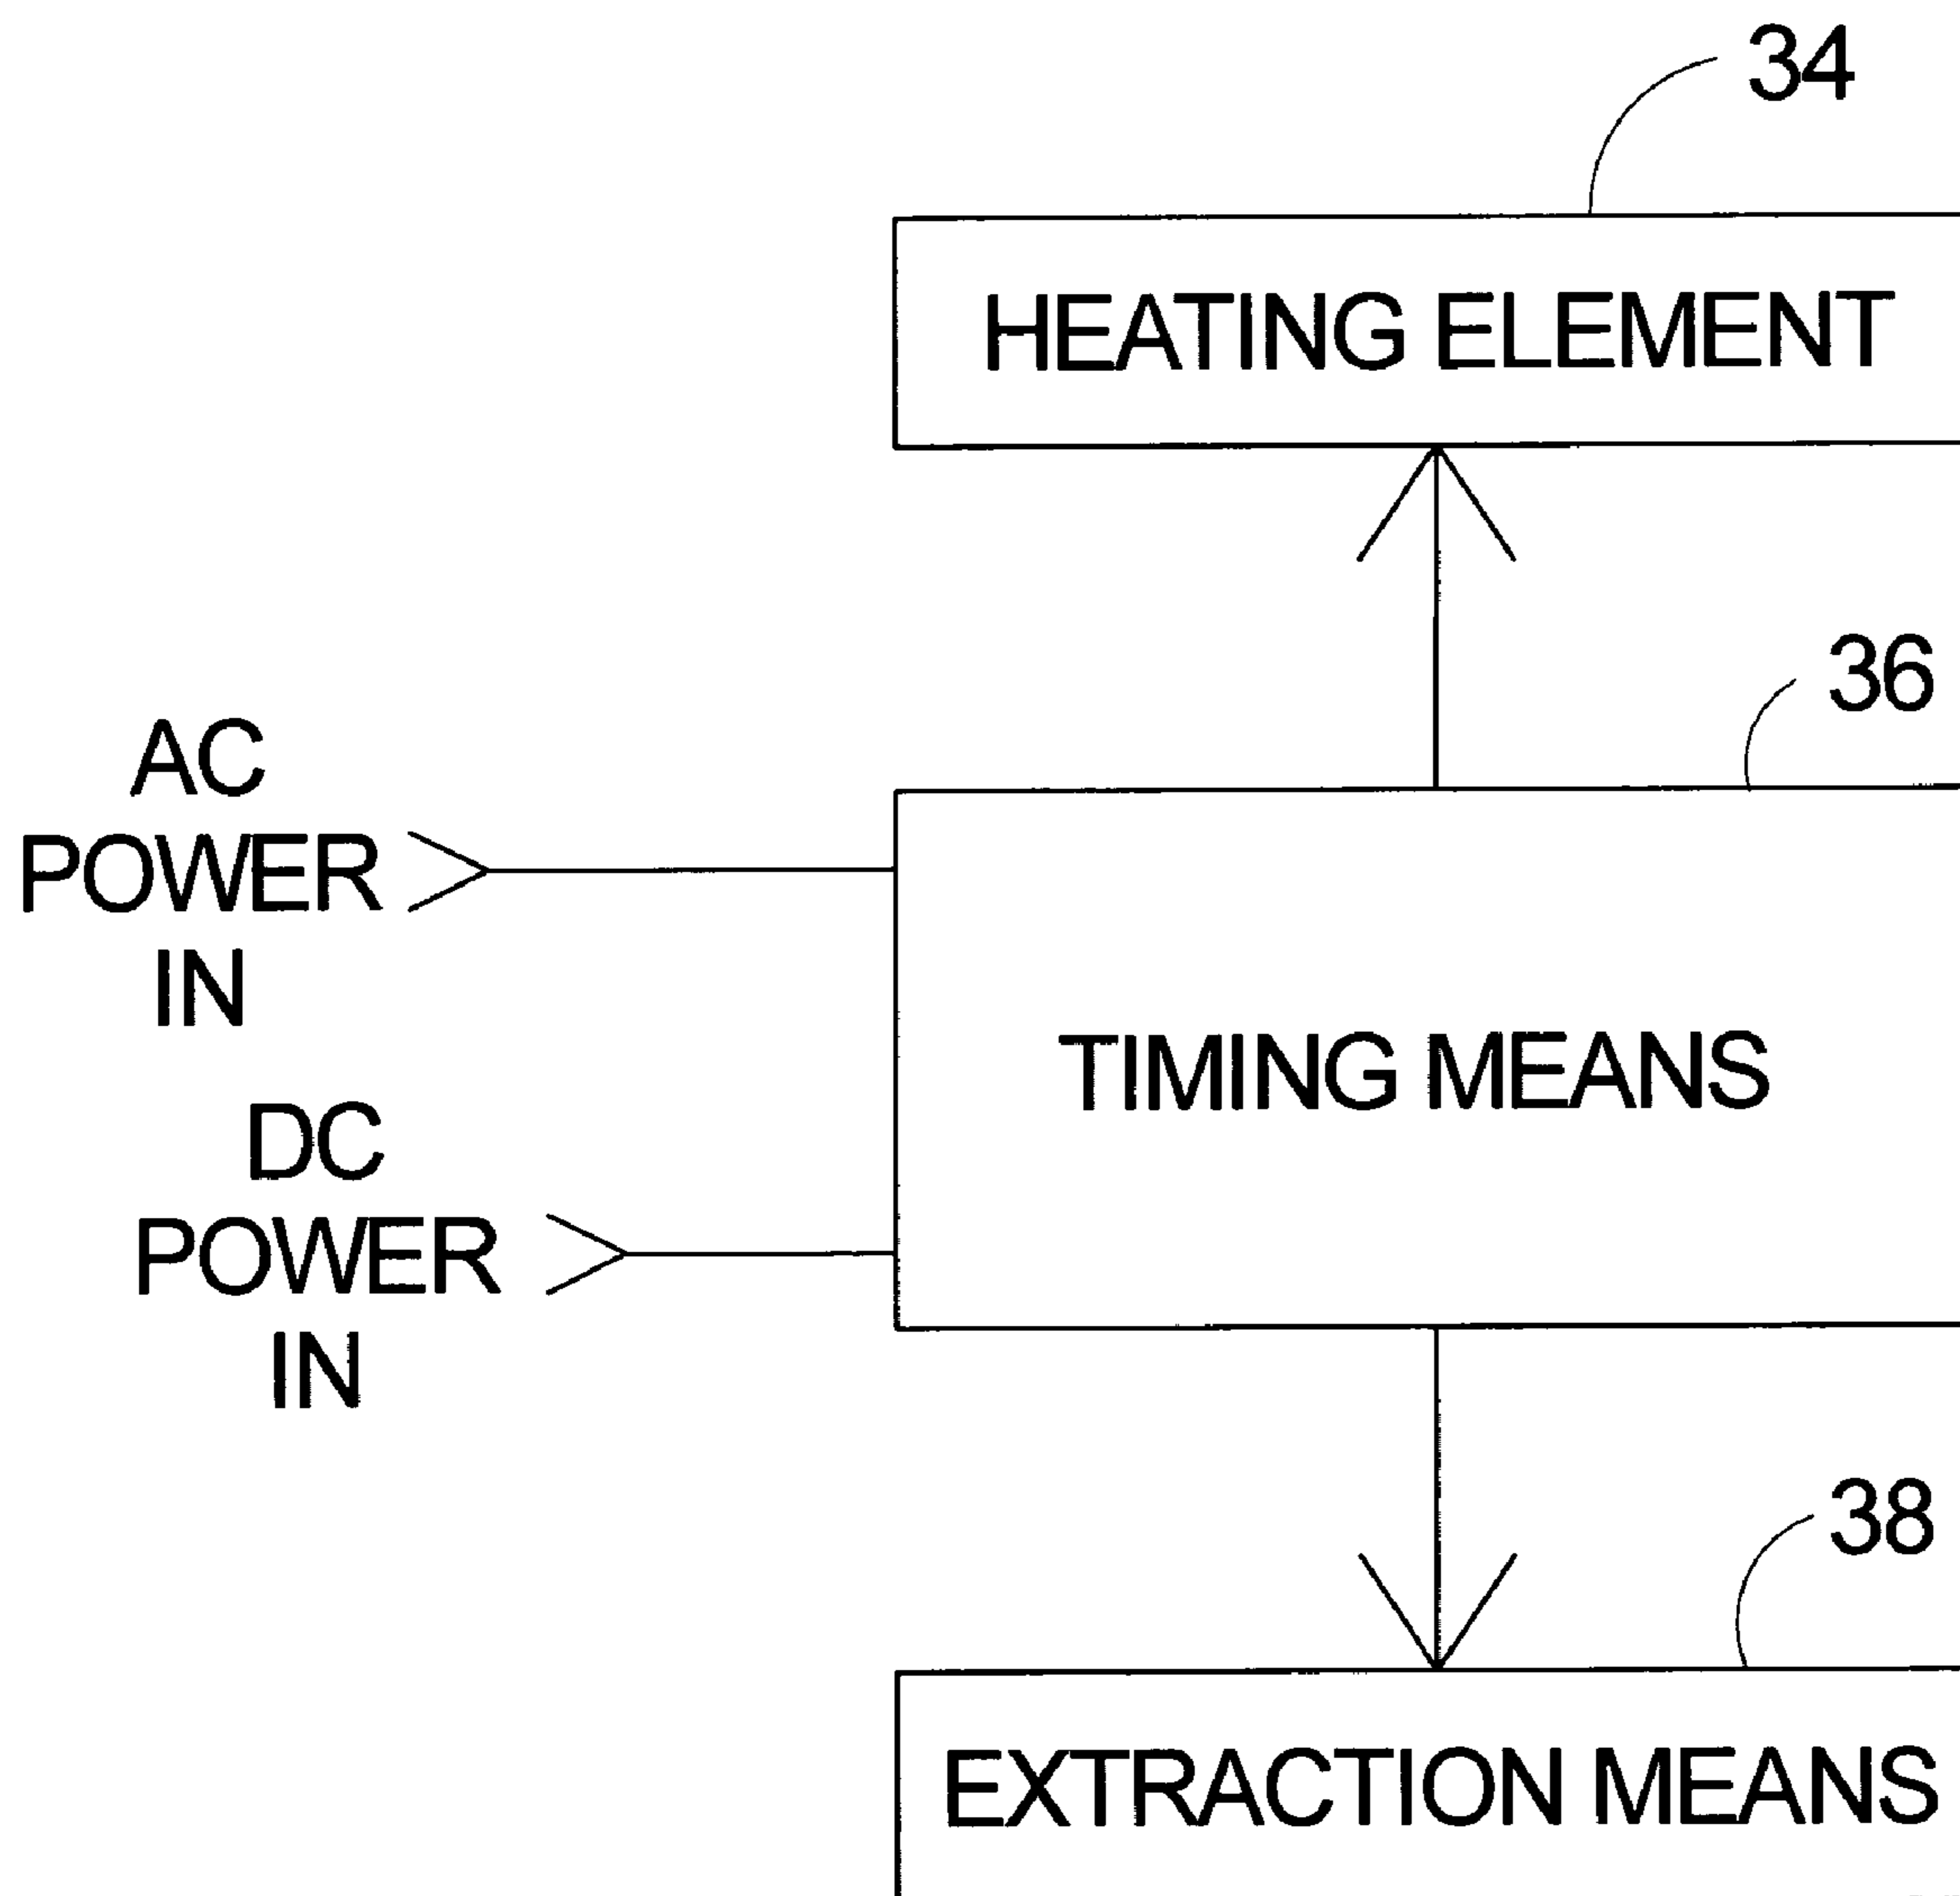 34
HEATING ELEMENT
36
AC
POWER
IN
TIMING MEANS
DC
POWER
IN
38
EXTRACTION MEANS